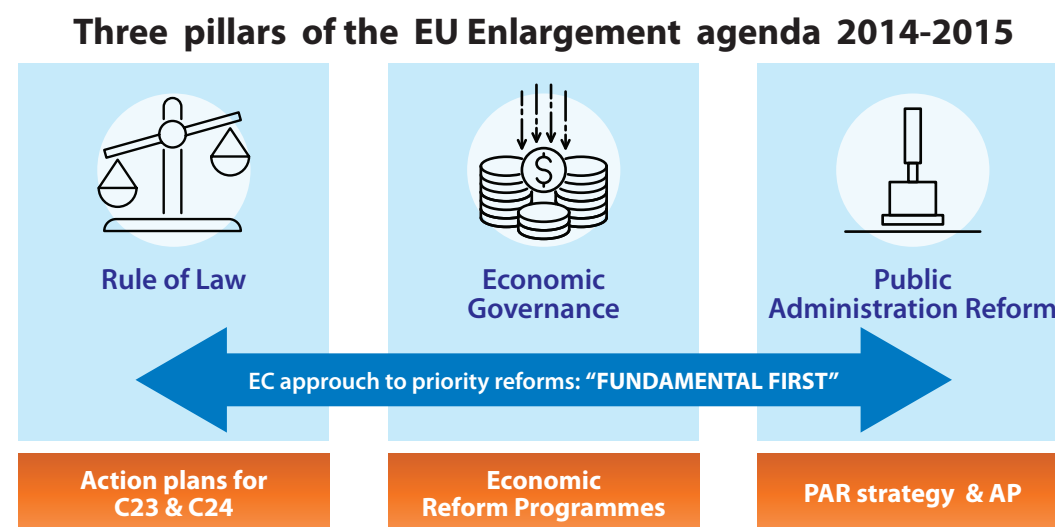 Three pillars of the EU Enlargement agenda 2014-2015
$
Rule of Law
Economic
Governance
Public
Administration Reform
EC approuch to priority reforms: “FUNDAMENTAL FIRST”
Action plans for
C23 & C24
Economic
Reform Programmes
PAR strategy & AP